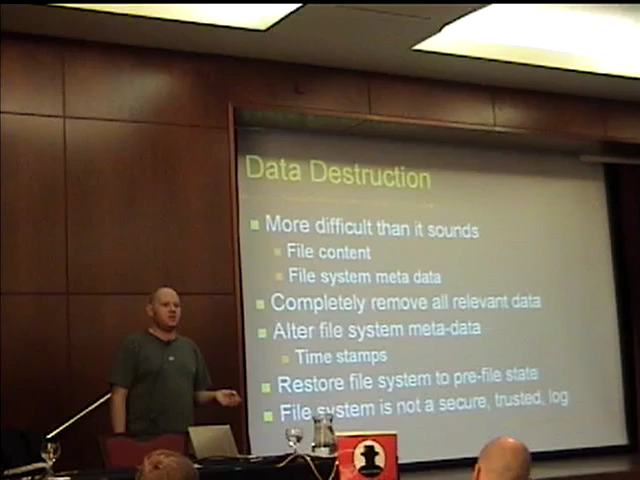 Data Destruction
More difficult than it sounds
File content
File system meta data
Completely remove all relevant data
Alter file system meta-data
Time stamps
Restore file system to pre-file state
File system is not a secure, trusted, log